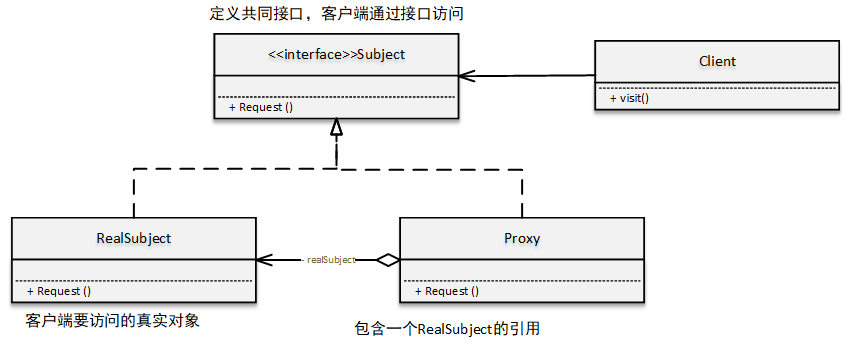 定义共同接口，客户端通过接口访问
<<interface>>Subject
+ Request ()
Client
+ visit()
RealSubject
+ Request ()
- realSubject
Proxy
+ Request ()
客户端要访问的真实对象
包含一个RealSubject的引用